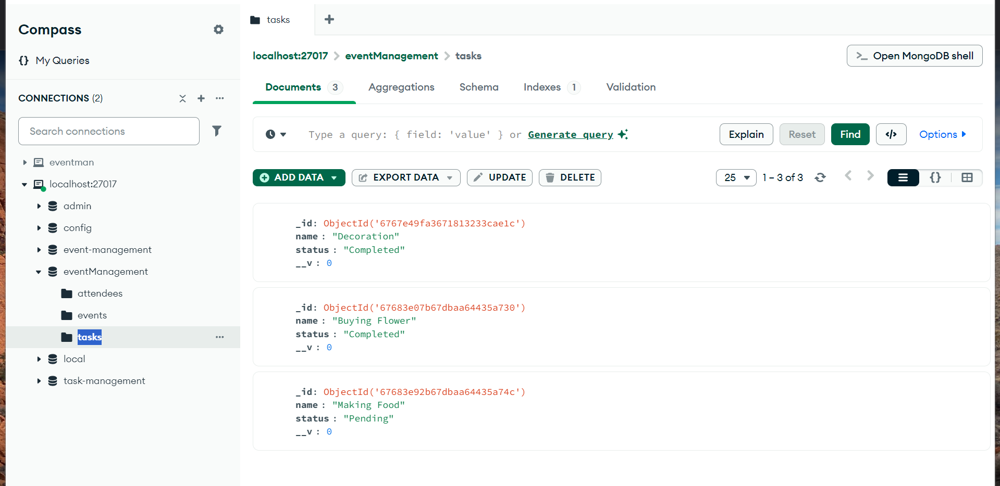 Compass
My Queries
CONNECTIONS (2)
Search connections
eventman
localhost:27017
admin
config
event-management
eventManagement
attendees
events
tasks
local
task-management
tasks
localhost:27017 > eventManagement > tasks
>_ Open MongoDB shell
Documents 3 Aggregations Schema Indexes 1 Validation
Type a query: { field: 'value' } or Generate query
Explain Reset Find </> Options
ADD DATA EXPORT DATA UPDATE DELETE 25 1 – 3 of 3 {}
_id: ObjectId('6767e49fa3671813233cae1c')
name : "Decoration"
status : "Completed"
__v : 0
_id: ObjectId('67683e07b67dbaa64435a730')
name : "Buying Flower"
status : "Completed"
__v : 0
_id: ObjectId('67683e92b67dbaa64435a74c')
name : "Making Food"
status : "Pending"
__v : 0